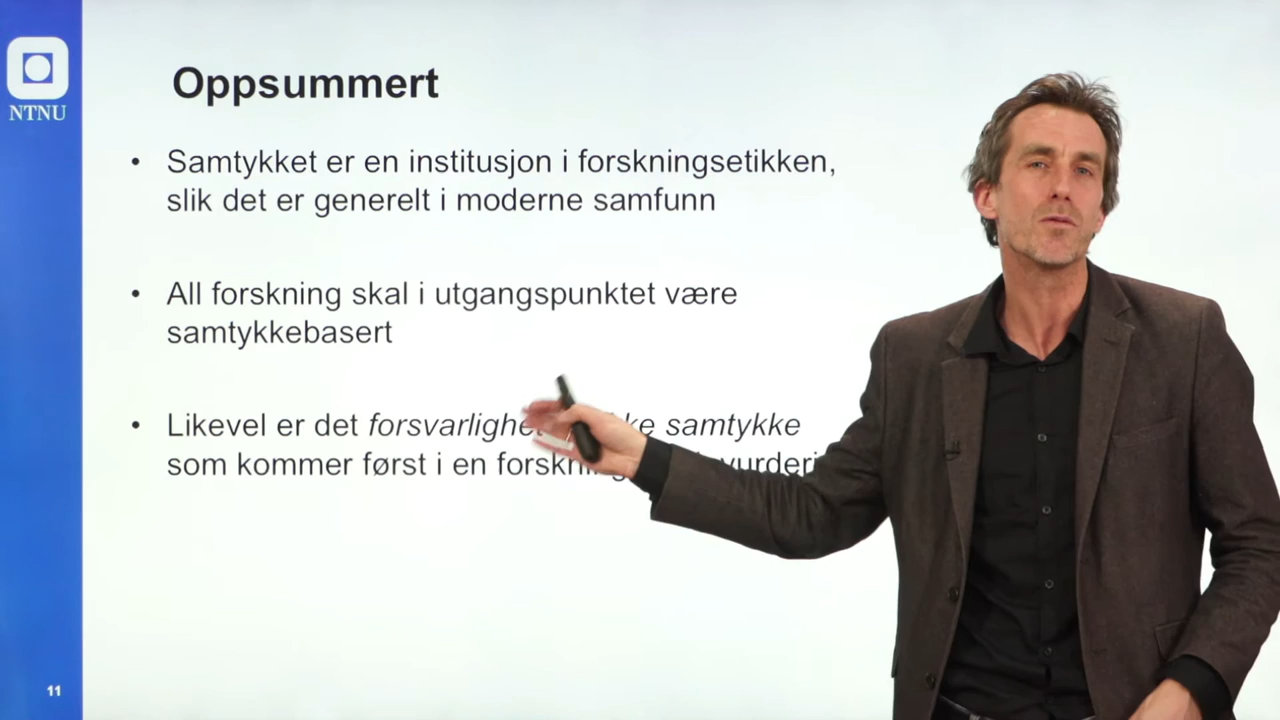 NTNU
Oppsummert
• Samtykket er en institusjon i forskningsetikken,
slik det er generelt i moderne samfunn
• All forskning skal i utgangspunktet være
samtykkebasert
• Likevel er det samtykke
som kommer først i en
11